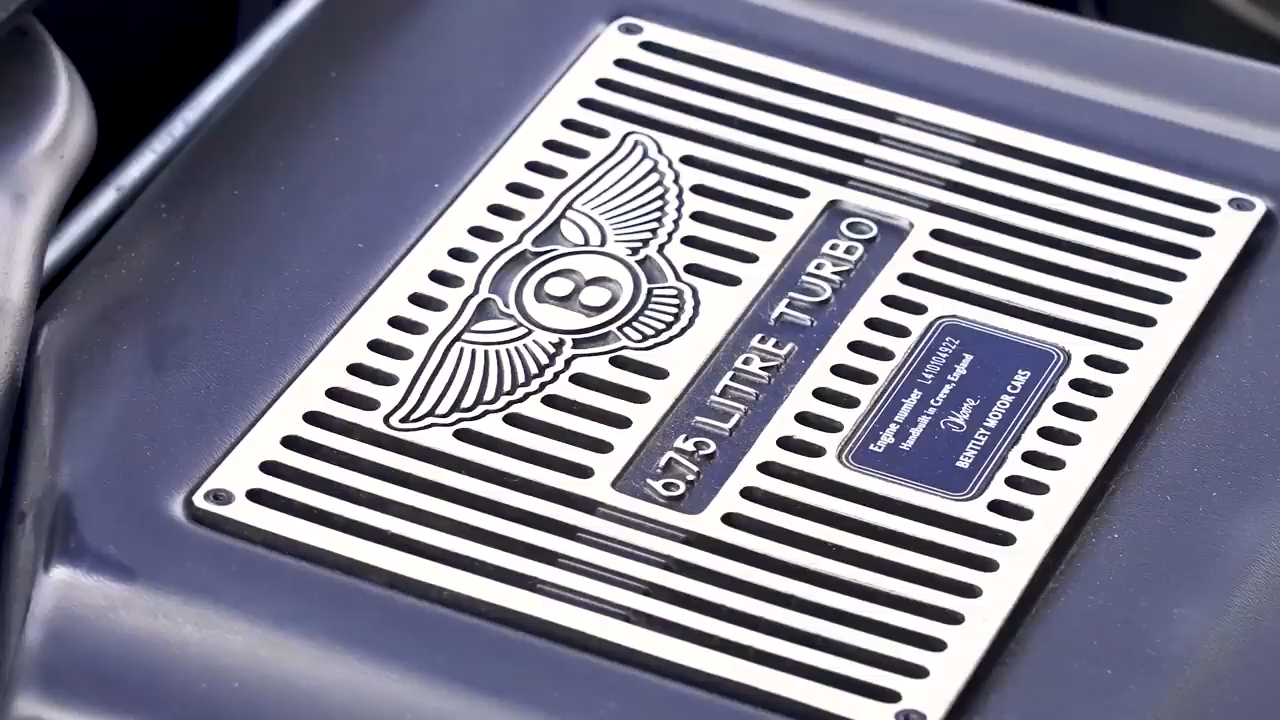 B
6.75 LITRE TURBO
Engine number L410104922
Handbuilt in Crewe, England
BENTLEY MOTOR CARS